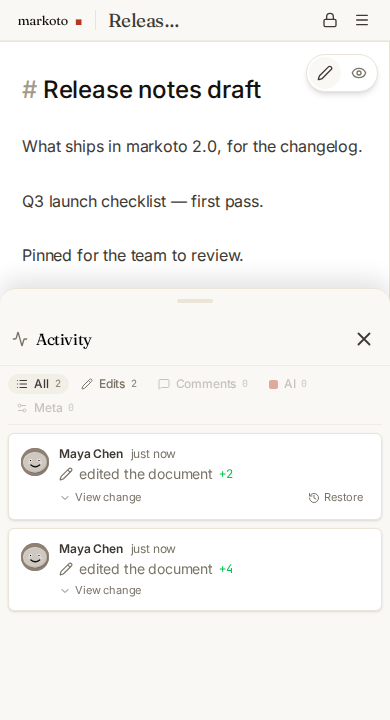 markoto
Releas...
# Release notes draft
What ships in markoto 2.0, for the changelog.
Q3 launch checklist — first pass.
Pinned for the team to review.
Activity
All 2 Edits 2 Comments 0 AI 0
Meta 0
Maya Chen just now
edited the document +2
View change Restore
Maya Chen just now
edited the document +4
View change